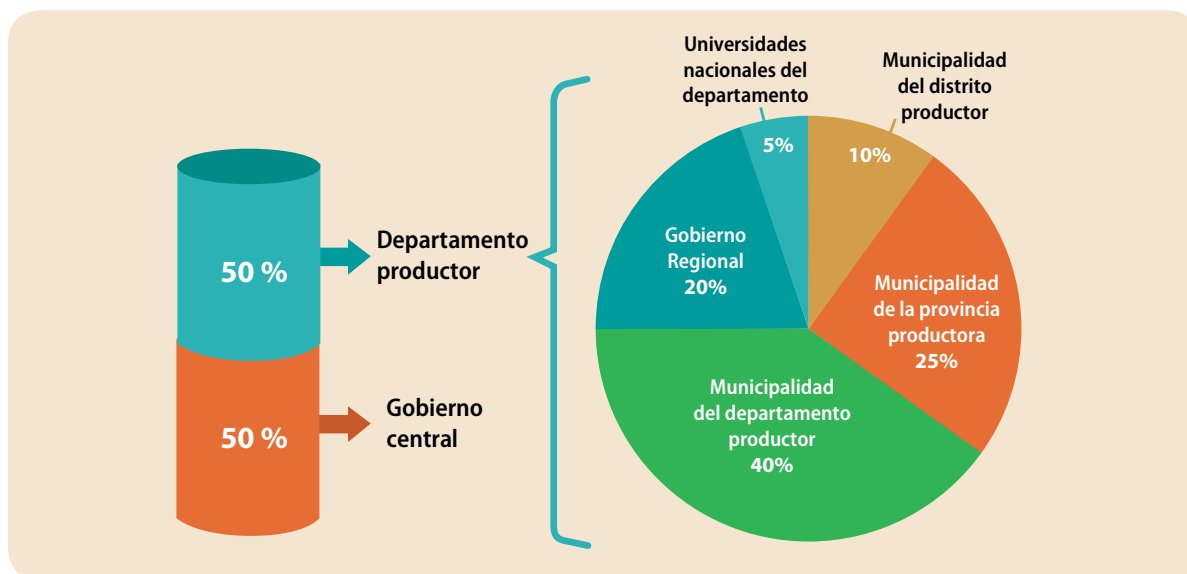 50 %
Departamento
productor
50 %
Gobierno
central
Universidades
nacionales del
departamento
5%
Municipalidad
del distrito
productor
10%
Gobierno
Regional
20%
Municipalidad
de la provincia
productora
25%
Municipalidad
del departamento
productor
40%